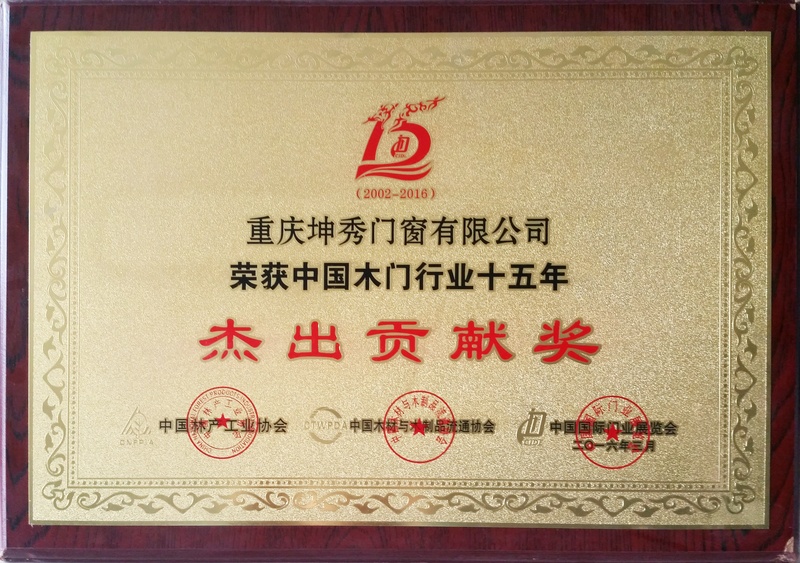 15
(2002-2016)
重庆坤秀门窗有限公司
荣获中国木门行业十五年
杰出贡献奖
CNFPIA 中国林产工业协会 CTWPDA 中国木材与木制品流通协会 中国国际门业展览会
二〇一六年三月